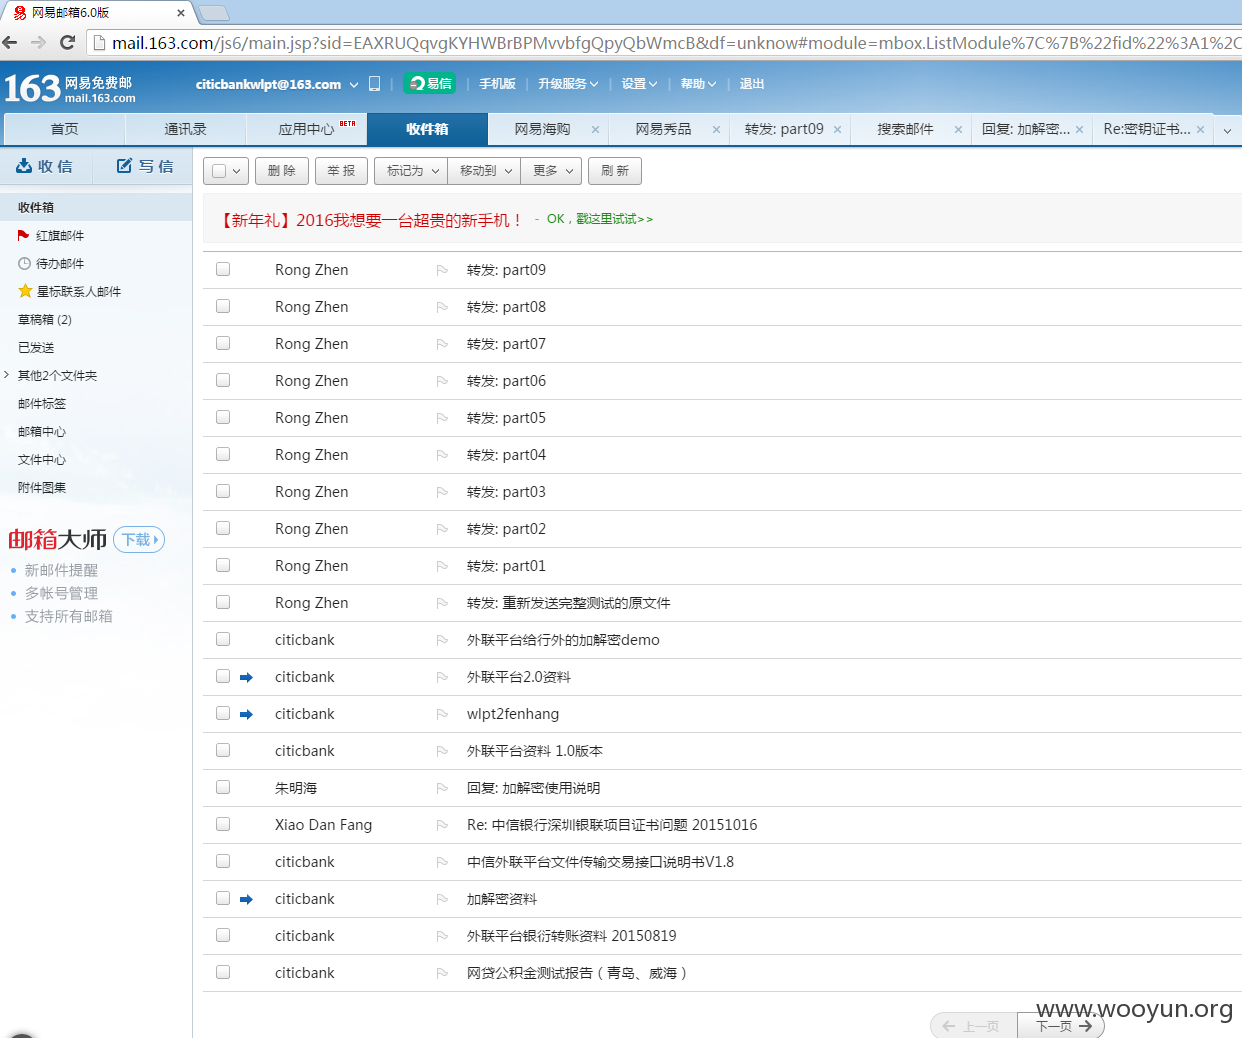 网易邮箱6.0版
mail.163.com/js6/main.jsp?sid=EAXRUQqvgKYHWBrBPMvvbfgQpyQbWmcB&df=unknow#module=mbox.ListModule%7C%7B%22fid%22%3A1%2C
163 网易免费邮 mail.163.com
citicbankwlpt@163.com 易信 手机版 升级服务 设置 帮助 退出
首页 通讯录 应用中心 BETA 收件箱 网易海购 网易秀品 转发: part09 搜索邮件 回复: 加解密... Re:密钥证书...
收信 写信
删除 举报 标记为 移动到 更多 刷新
收件箱
红旗邮件
待办邮件
星标联系人邮件
草稿箱 (2)
已发送
其他2个文件夹
邮件标签
邮箱中心
文件中心
附件图集
邮箱大师 下载
新邮件提醒
多帐号管理
支持所有邮箱
【新年礼】2016我想要一台超贵的新手机！ - OK，戳这里试试>>
Rong Zhen 转发: part09
Rong Zhen 转发: part08
Rong Zhen 转发: part07
Rong Zhen 转发: part06
Rong Zhen 转发: part05
Rong Zhen 转发: part04
Rong Zhen 转发: part03
Rong Zhen 转发: part02
Rong Zhen 转发: part01
Rong Zhen 转发: 重新发送完整测试的原文件
citicbank 外联平台给行外的加解密demo
citicbank 外联平台2.0资料
citicbank wlpt2fenhang
citicbank 外联平台资料 1.0版本
朱明海 回复: 加解密使用说明
Xiao Dan Fang Re: 中信银行深圳银联项目证书问题 20151016
citicbank 中信外联平台文件传输交易接口说明书V1.8
citicbank 加解密资料
citicbank 外联平台银衍转账资料 20150819
citicbank 网贷公积金测试报告（青岛、威海）
上一页 下一页
www.wooyun.org